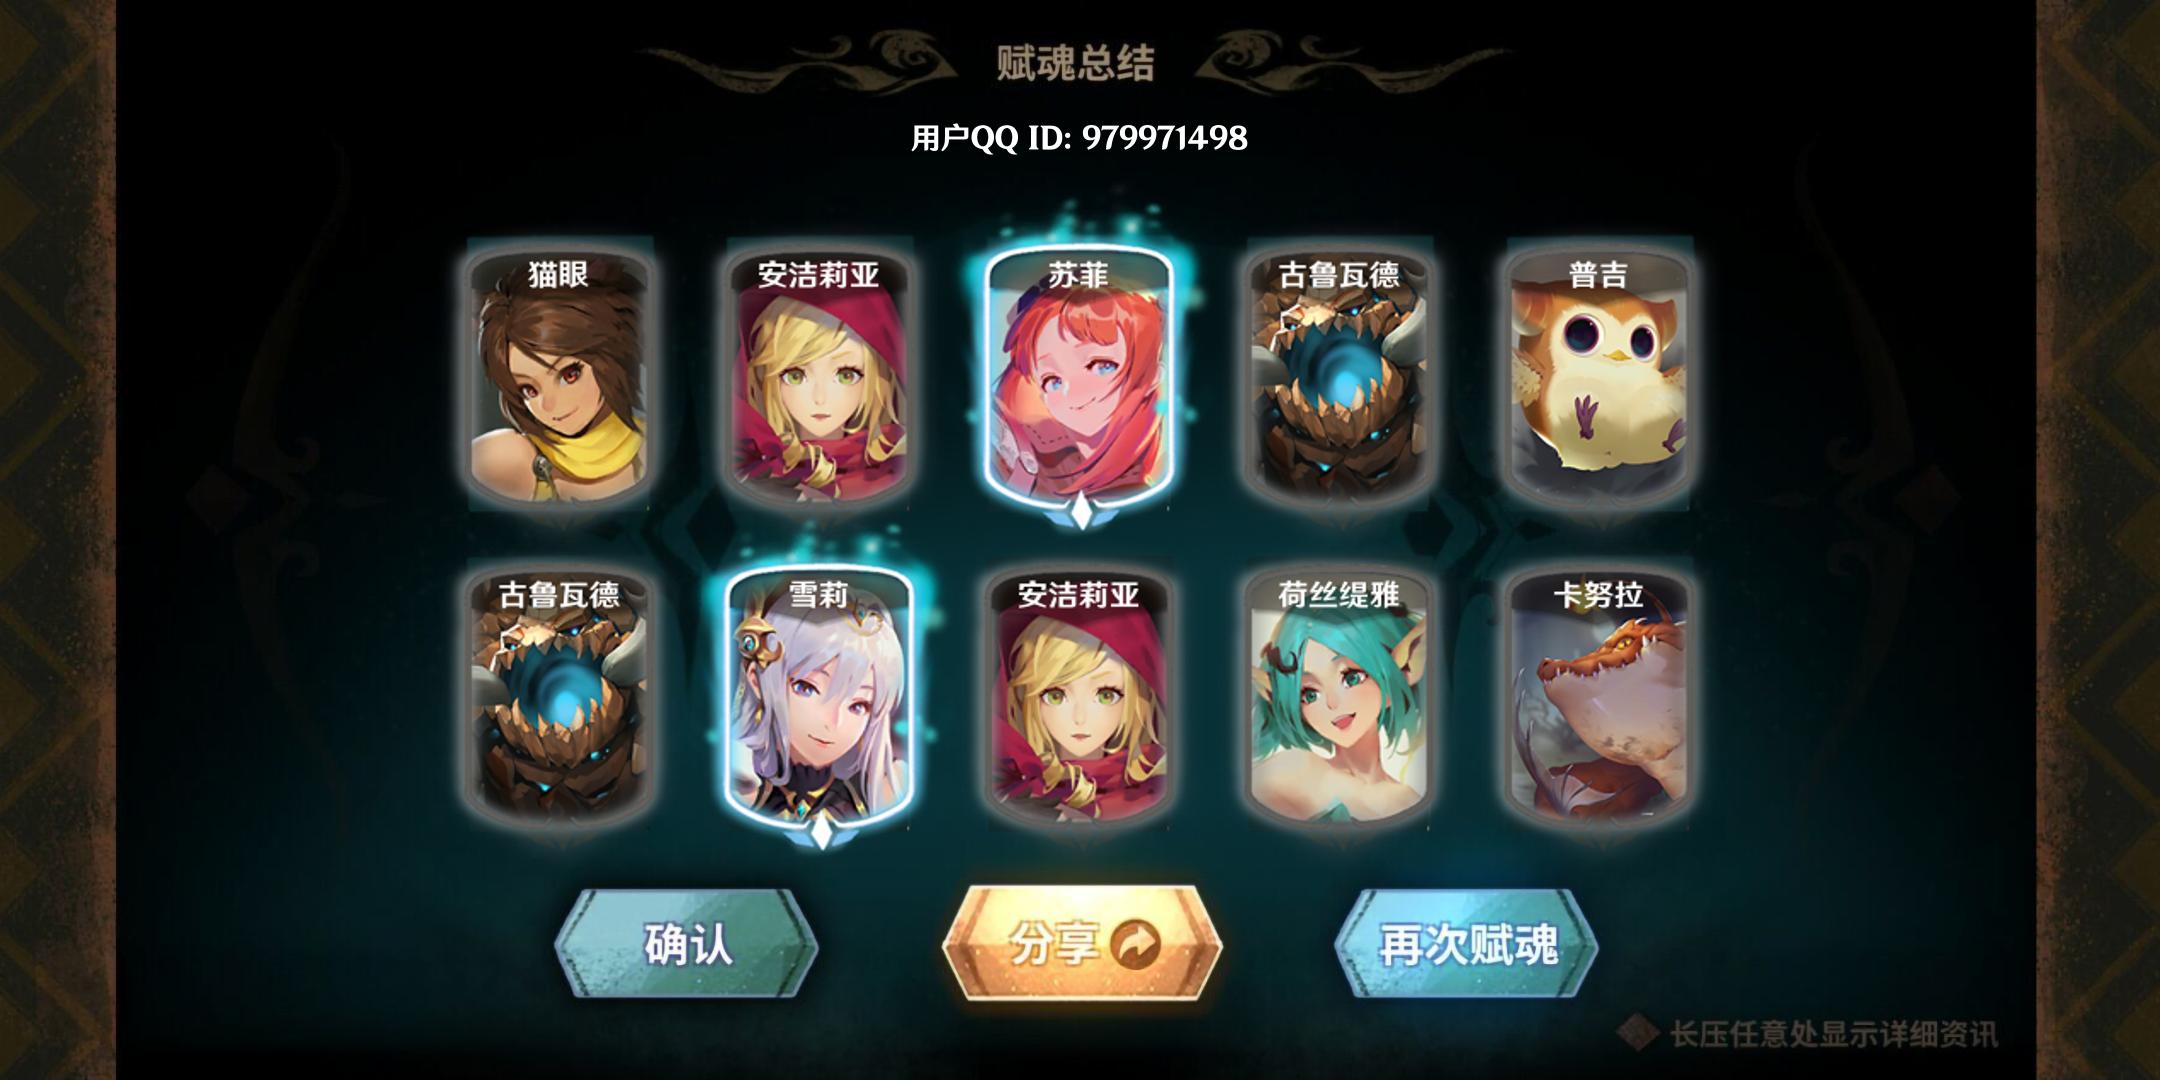 赋魂总结
用户QQ ID: 979971498
猫眼
安洁莉亚
苏菲
古鲁瓦德
普吉
古鲁瓦德
雪莉
安洁莉亚
荷丝缇雅
卡努拉
确认
分享
再次赋魂
长压任意处显示详细资讯